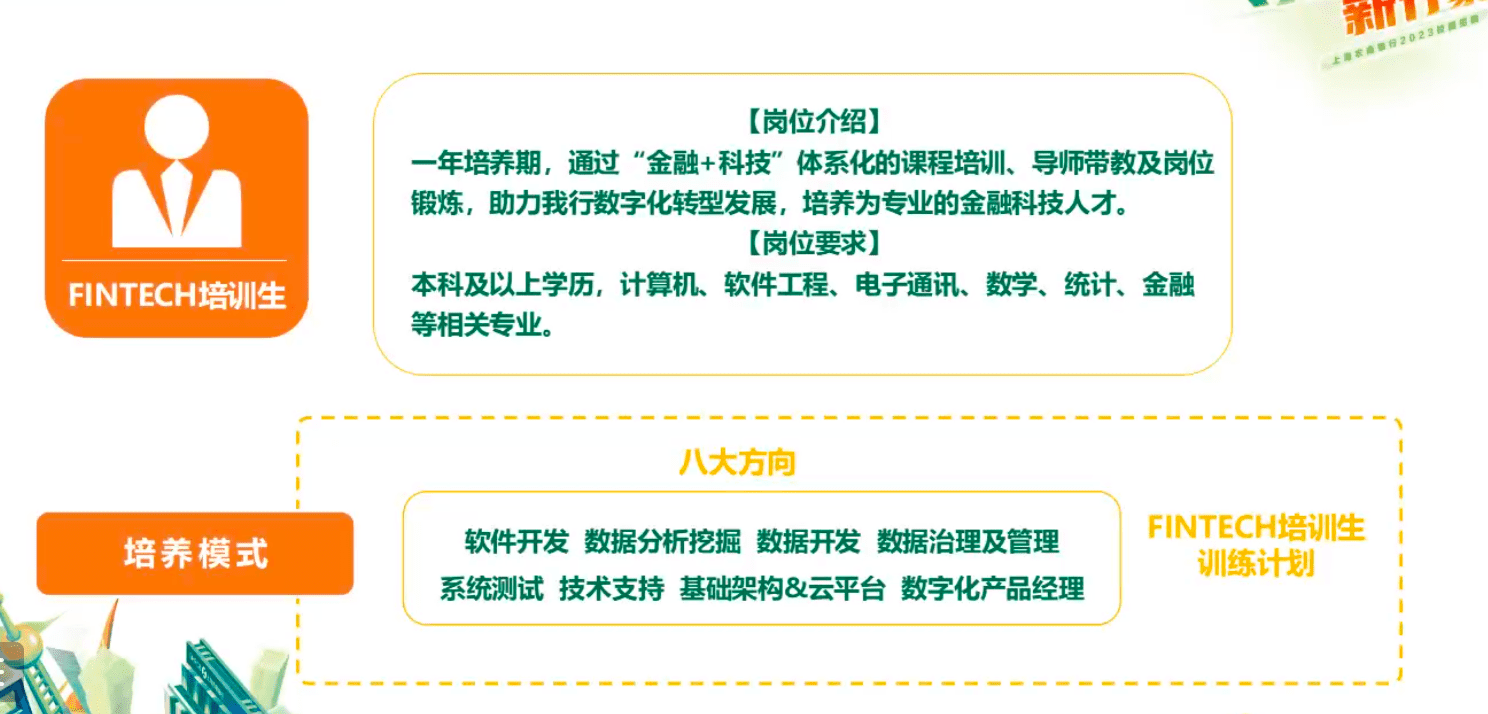 上海农商银行2023校园招聘
FINTECH培训生
【岗位介绍】
一年培养期，通过“金融+科技”体系化的课程培训、导师带教及岗位
锻炼，助力我行数字化转型发展，培养为专业的金融科技人才。
【岗位要求】
本科及以上学历，计算机、软件工程、电子通讯、数学、统计、金融
等相关专业。
八大方向
培养模式
软件开发 数据分析挖掘 数据开发 数据治理及管理
系统测试 技术支持 基础架构&云平台 数字化产品经理
FINTECH培训生
训练计划